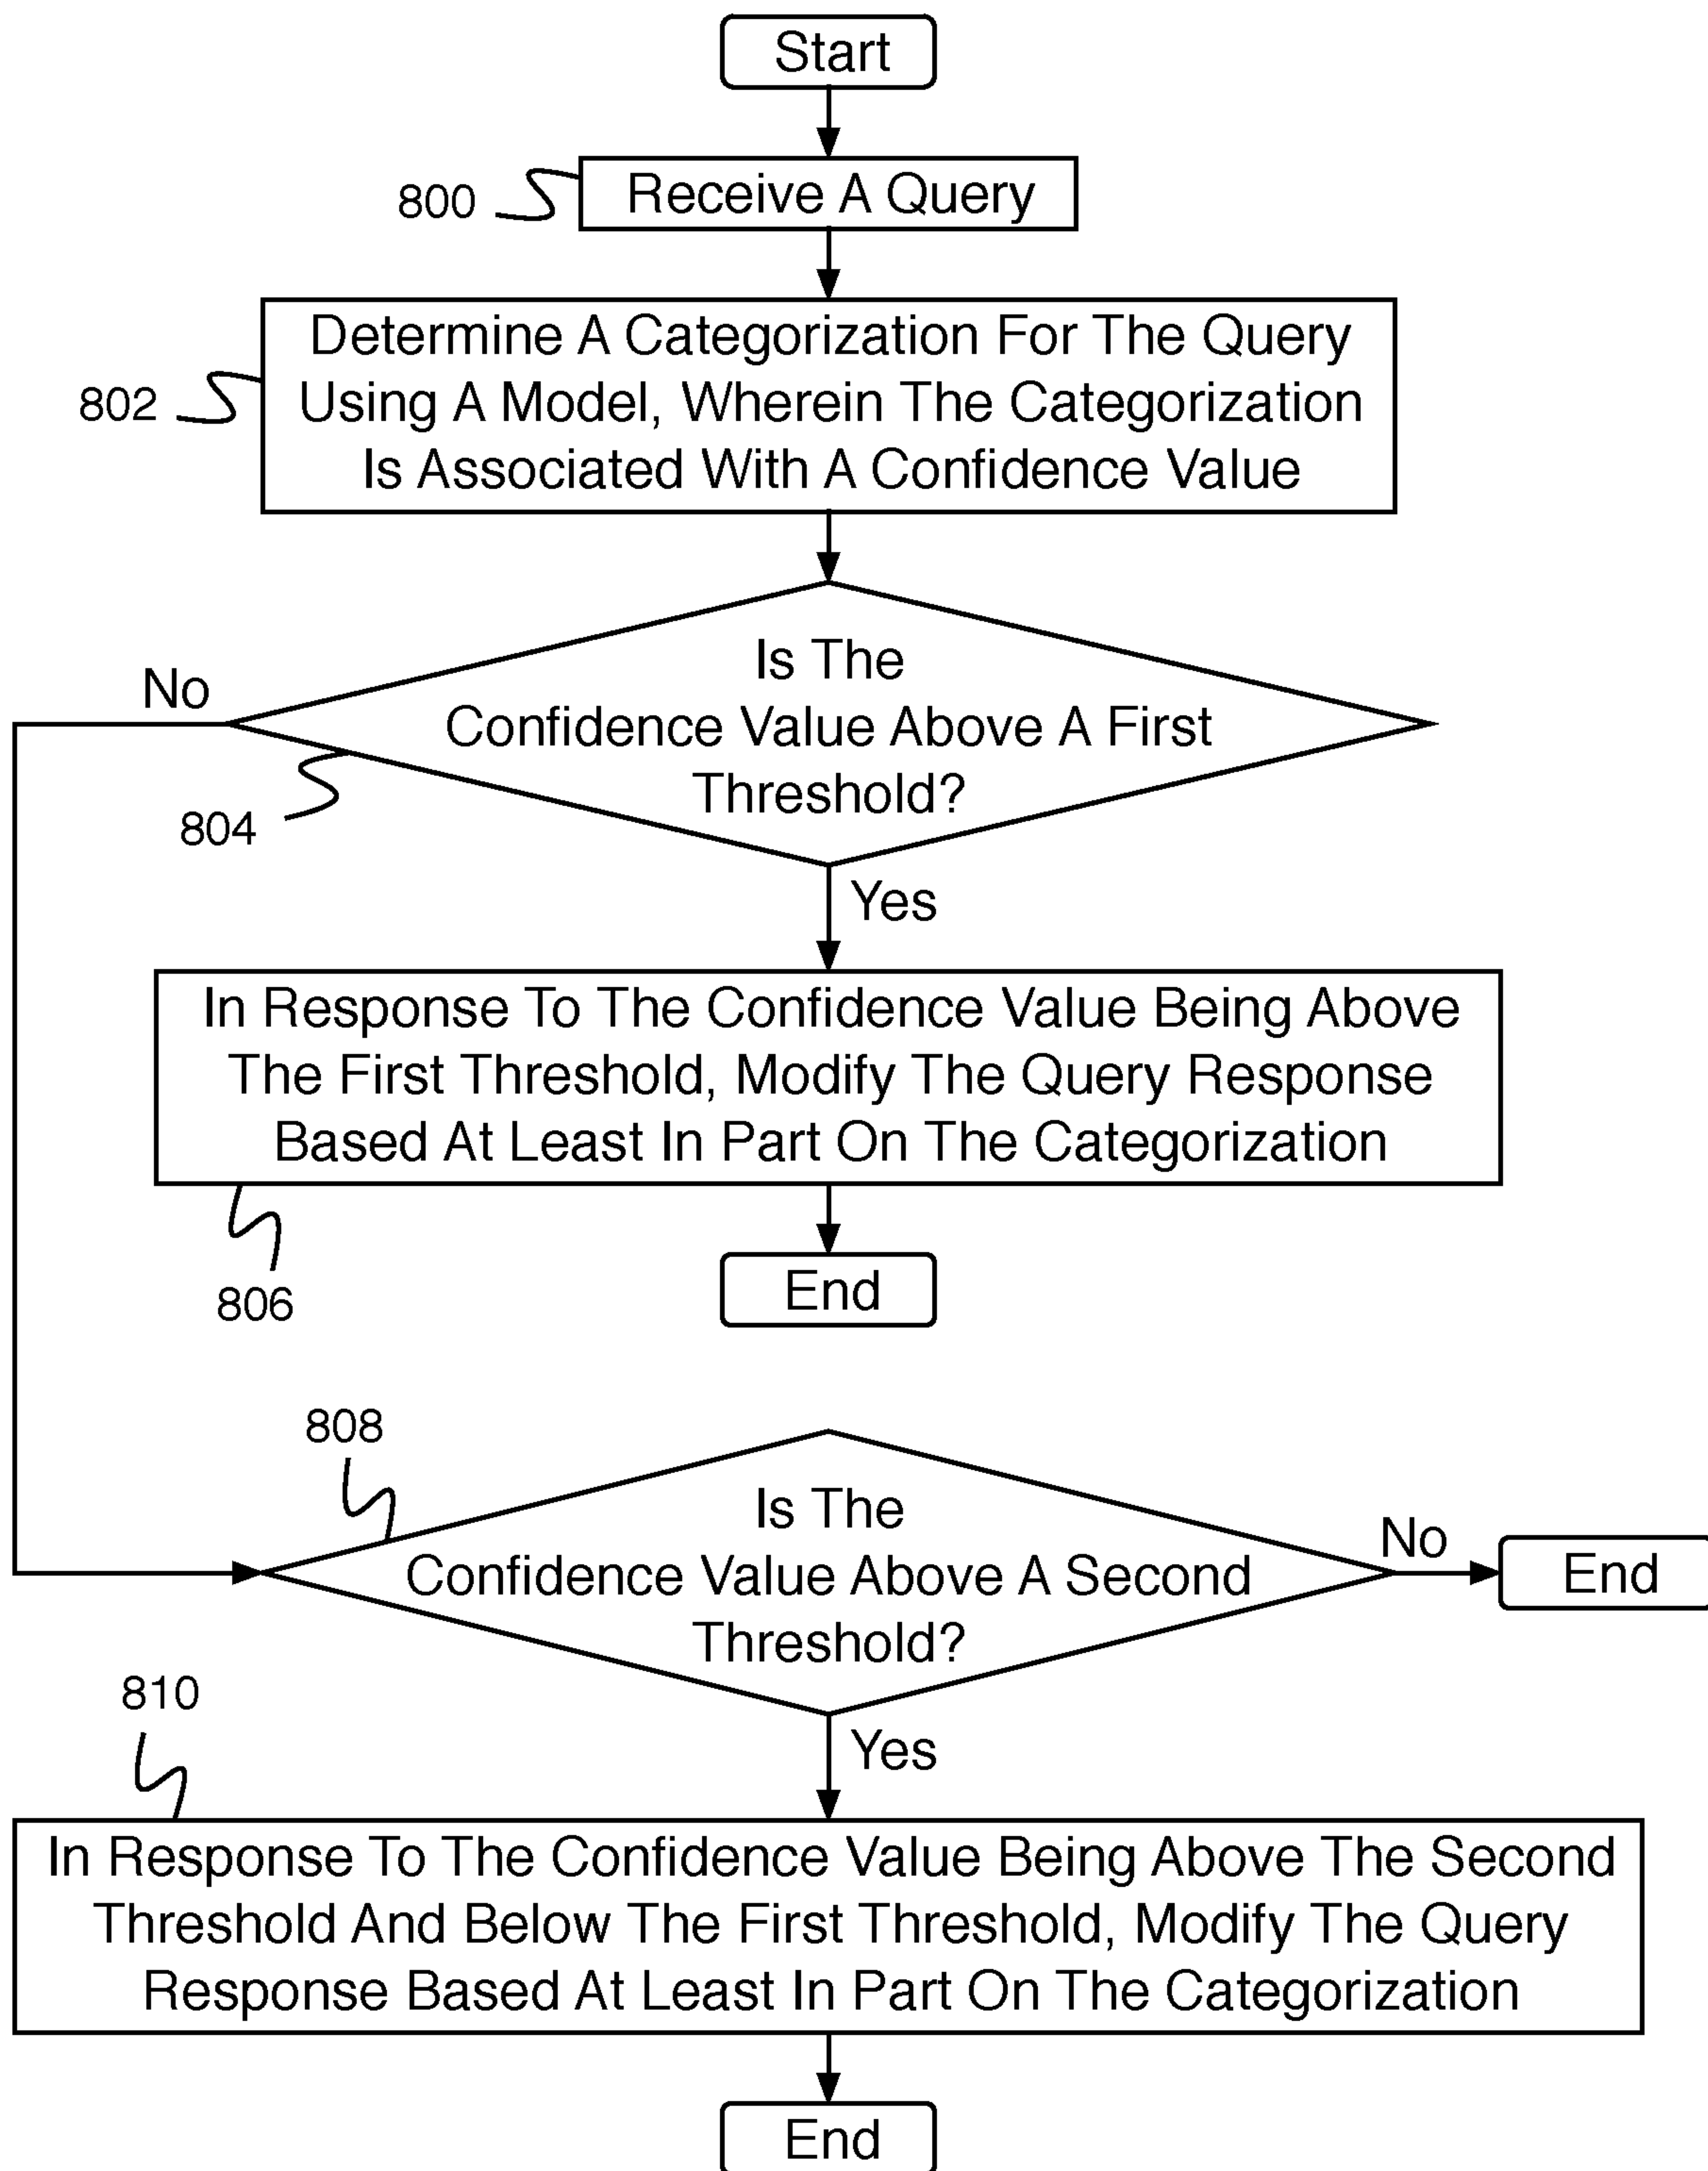 Start
800
Receive A Query
802
Determine A Categorization For The Query
Using A Model, Wherein The Categorization
Is Associated With A Confidence Value
No
Is The
Confidence Value Above A First
Threshold?
804
Yes
In Response To The Confidence Value Being Above
The First Threshold, Modify The Query Response
Based At Least In Part On The Categorization
806
End
808
Is The
Confidence Value Above A Second
Threshold?
No
End
810
Yes
In Response To The Confidence Value Being Above The Second
Threshold And Below The First Threshold, Modify The Query
Response Based At Least In Part On The Categorization
End